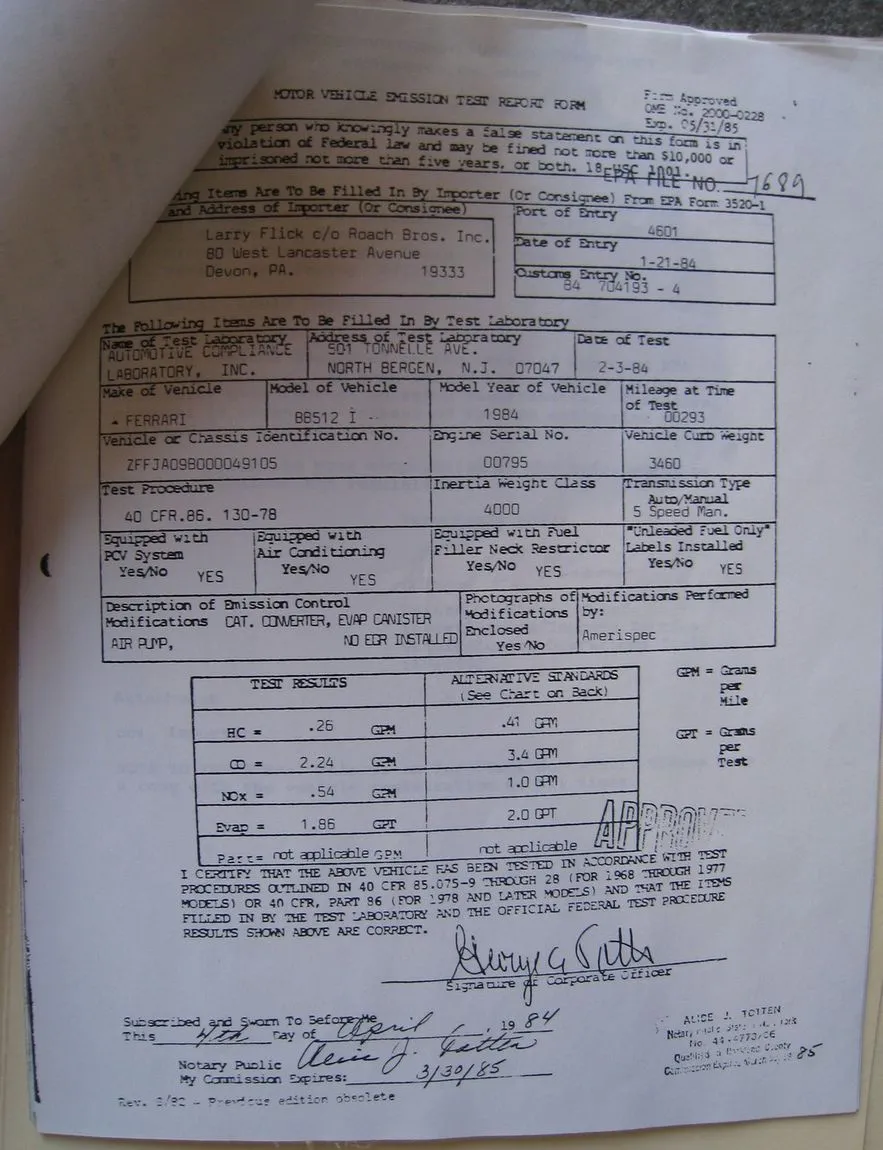 MOTOR VEHICLE EMISSION TEST REPORT FORM
Form Approved
OMB No. 2000-0228
Exp. 05/31/85
any person who knowingly makes a false statement on this form is in
violation of Federal law and may be fined not more than $10,000 or
imprisoned not more than five years, or both. 18 USC 1001.
EPA FILE NO. 7689
ing Items Are To Be Filled In By Importer (Or Consignee) From EPA Form 3520-1
and Address of Importer (Or Consignee)
Larry Flick c/o Roach Bros. Inc.
80 West Lancaster Avenue
Devon, PA. 19333
Port of Entry
4601
Date of Entry
1-21-84
Customs Entry No.
84 704193 - 4
The Following Items Are To Be Filled In By Test Laboratory
Name of Test Laboratory
AUTOMOTIVE COMPLIANCE
LABORATORY, INC.
Address of Test Laboratory
501 TONNELLE AVE.
NORTH BERGEN, N.J. 07047
Date of Test
2-3-84
Make of Vehicle
FERRARI
Model of Vehicle
BB512 I
Model Year of Vehicle
1984
Mileage at Time
of Test
00293
Vehicle or Chassis Identification No.
ZFFJA09B000049105
Engine Serial No.
00795
Vehicle Curb Weight
3460
Test Procedure
40 CFR.86. 130-78
Inertia Weight Class
4000
Transmission Type
Auto/Manual
5 Speed Man.
Equipped with
PCV System
Yes/No YES
Equipped with
Air Conditioning
Yes/No YES
Equipped with Fuel
Filler Neck Restrictor
Yes/No YES
"Unleaded Fuel Only"
Labels Installed
Yes/No YES
Description of Emission Control
Modifications CAT. CONVERTER, EVAP CANISTER
AIR PUMP, NO EGR INSTALLED
Photographs of
Modifications
Enclosed
Yes/No
Modifications Performed
by:
Amerispec
TEST RESULTS
ALTERNATIVE STANDARDS
(See Chart on Back)
HC = .26 GPM .41 GPM
CO = 2.24 GPM 3.4 GPM
NOx = .54 GPM 1.0 GPM
Evap = 1.86 GPT 2.0 GPT
Part= not applicable GPM not applicable
GPM = Grams
per
Mile
GPT = Grams
per
Test
APPROVED
I CERTIFY THAT THE ABOVE VEHICLE HAS BEEN TESTED IN ACCORDANCE WITH TEST
PROCEDURES OUTLINED IN 40 CFR 85.075-9 THROUGH 28 (FOR 1968 THROUGH 1977
MODELS) OR 40 CFR, PART 86 (FOR 1978 AND LATER MODELS) AND THAT THE ITEMS
FILLED IN BY THE TEST LABORATORY AND THE OFFICIAL FEDERAL TEST PROCEDURE
RESULTS SHOWN ABOVE ARE CORRECT.
Signature of Corporate Officer
Subscribed and Sworn To Before Me
This 4th Day of April, 1984
Notary Public Alice J. Totten
My Commission Expires: 3/30/85
ALICE J. TOTTEN
Notary Public State York
No.
Qualified in County
Commission Expires March 85
Rev. 3/82 - Previous edition obsolete